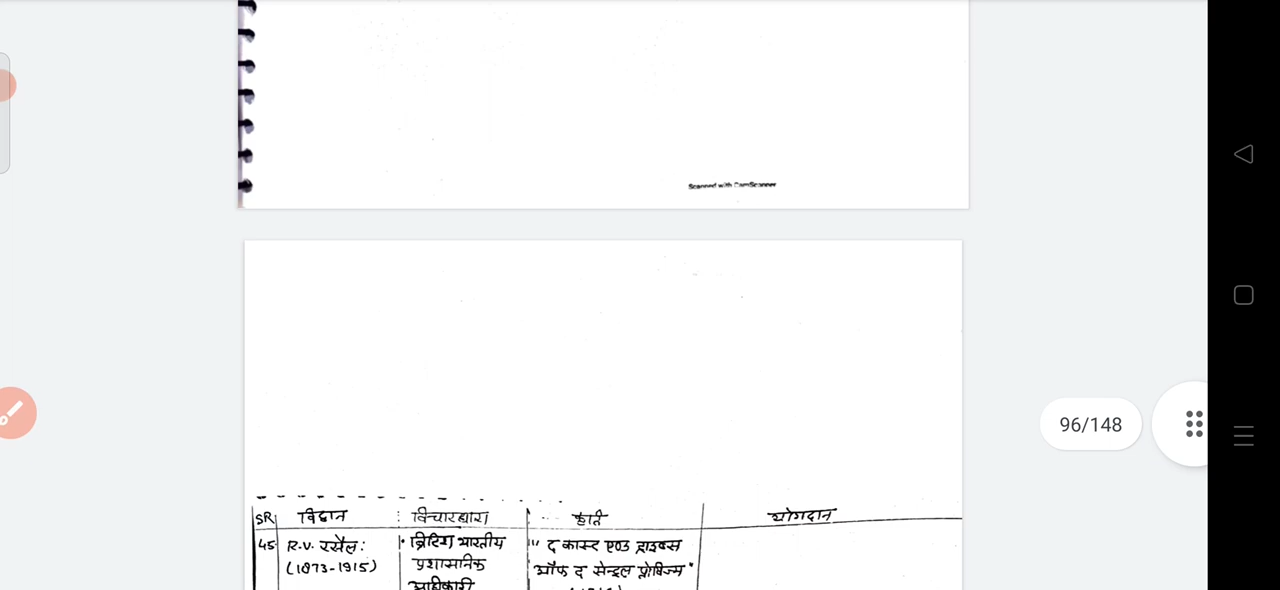 Scanned with CamScanner
96/148
SR विद्वान विचारधारा कृति योगदान
45 R.V. रसैल: • ब्रिटिश भारतीय "द कास्ट एण्ड ट्राइब्स
(1873-1915) प्रशासनिक ऑफ द सेन्ट्रल प्रोविन्स"
अधिकारी